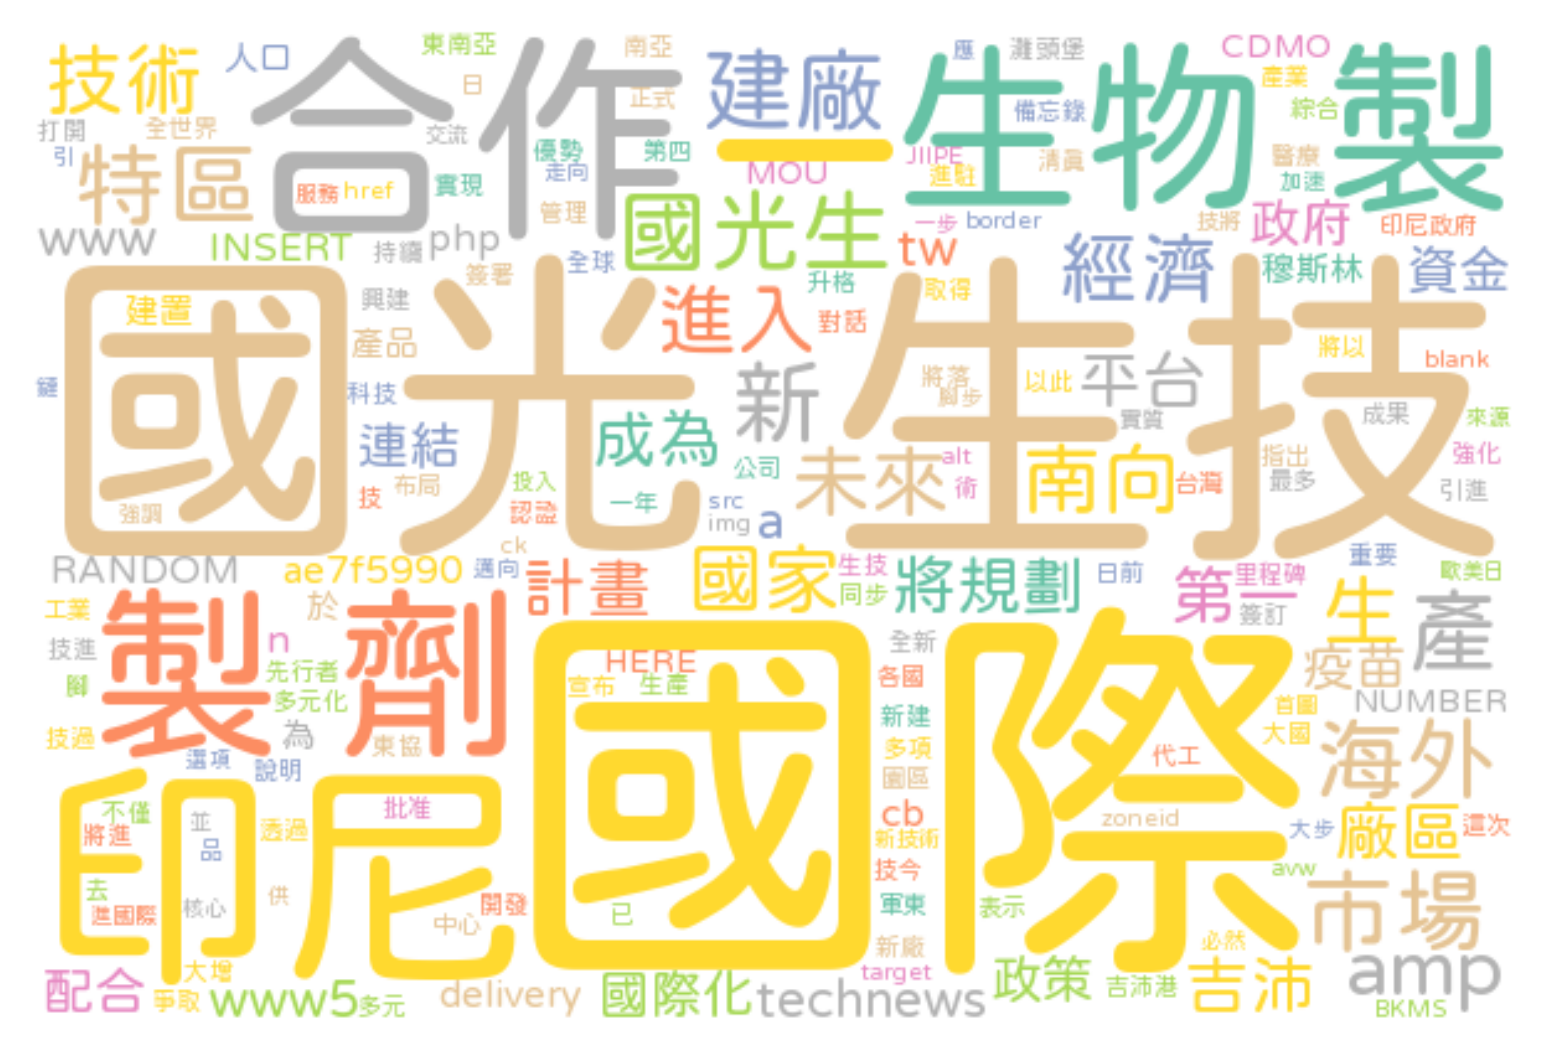 技術
人口
合作
東南亞
日
南亞
正式
建廠
一
應
灘頭堡
備忘錄
CDMO
產業
綜合
生物製
打開
全世界
引
特區
交流
服務
href
實現
優勢
走向
第四
管理
MOU
JIIPE
進駐
清真
醫療
加速
www
INSERT
持續
php
國光生
一步
border
tw
技將
政府
印尼政府
簽署
全球
經濟
穆斯林
資金
國光生技
建置
興建
產品
進入
升格
對話
取得
將以
blank
鏈
科技
新
將落
腳步
以此
平台
實質
成果
來源
連結
成為
公司
未來
alt
術
南向
台灣
指出
最多
強化
引進
強調
技
布局
投入
認證
一年
src
img
a
ck
RANDOM
ae7f5990
邁向
計畫
國家
生技
同步
將規劃
日前
第一
里程碑
簽訂
重要
歐美日
工業
製劑
於
生
產
技進
n
先行者
腳
多元化
HERE
宣布
生產
國際
全新
各國
疫苗
NUMBER
首圖
技過
為
東協
選項
說明
新建
多項
大國
代工
海外
園區
印尼
批准
不僅
將進
並
品
透過
cb
新技術
zoneid
大步
廠區
這次
去
技今
avw
進國際
核心
供
開發
中心
已
軍東
表示
市場
新廠
必然
大增
配合
爭取
www5
多元
delivery
國際化
target
technews
政策
吉沛港
吉沛
amp
BKMS